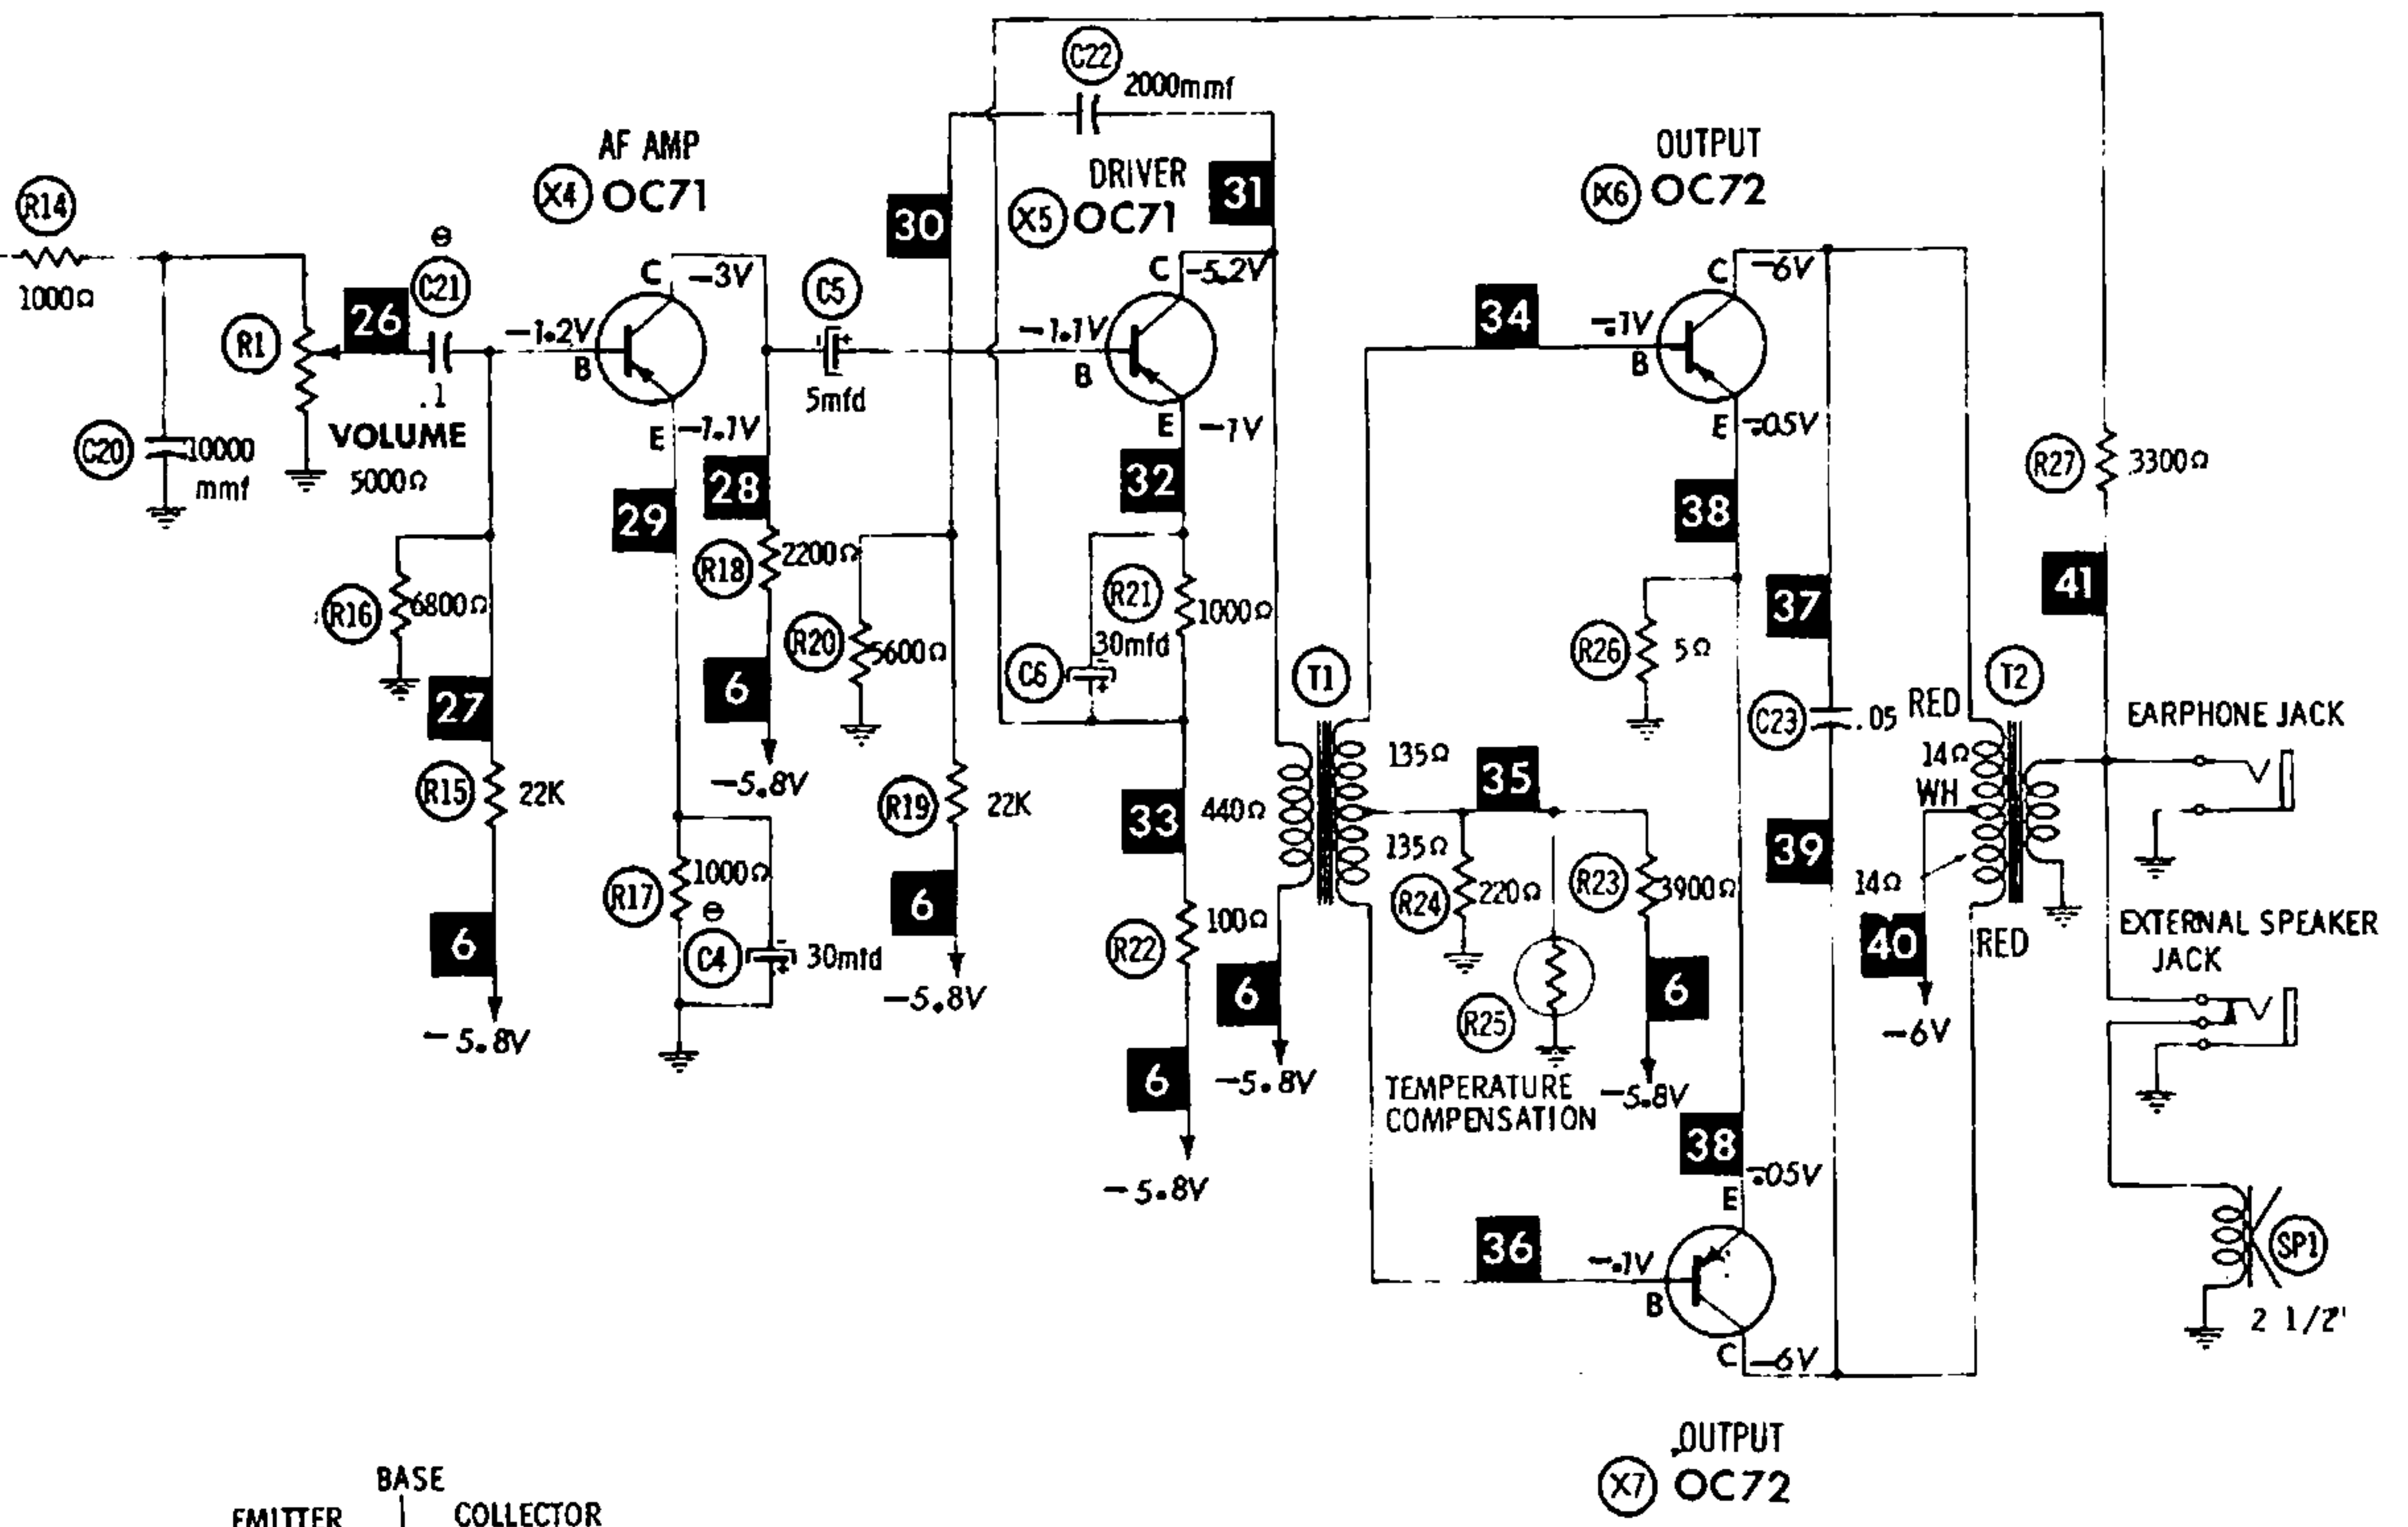 C22
2000mmf
AF AMP
X4 OC71
DRIVER
X5 OC71
31
OUTPUT
X6 OC72
R14
1000Ω
30
C21
26
R1
.1
VOLUME
5000Ω
C20
10000
mmf
-1.2V
B
C
-3V
E
-1.1V
C5
5mfd
-1.1V
B
C
-5.2V
E
-1V
34
-.1V
B
C
-6V
E
-.05V
R27
3300Ω
28
29
32
38
R16
6800Ω
R18
2200Ω
R20
5600Ω
R21
1000Ω
C6
30mfd
R26
5Ω
37
41
27
6
-5.8V
R15
22K
R19
22K
33
440Ω
T1
135Ω
35
135Ω
C23
.05
RED
T2
14Ω
WH
EARPHONE JACK
39
14Ω
R17
1000Ω
C4
30mfd
6
-5.8V
6
-5.8V
R22
100Ω
6
-5.8V
R24
220Ω
R23
3900Ω
R25
6
-5.8V
40
-6V
RED
EXTERNAL SPEAKER
JACK
TEMPERATURE
COMPENSATION
6
-5.8V
38
-.05V
E
36
-.1V
B
C
-6V
SP1
2 1/2"
OUTPUT
X7 OC72
BASE
EMITTER
COLLECTOR